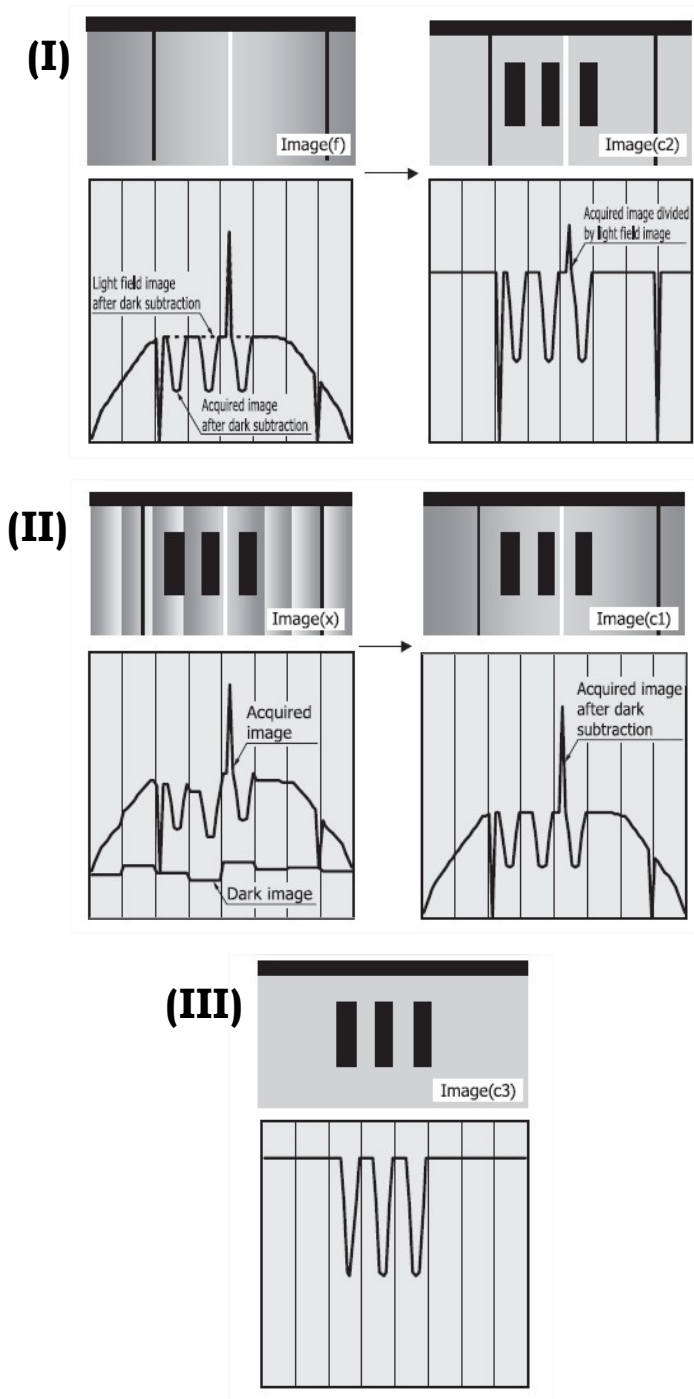 (I)
Image(f)
Image(c2)
Light field image
after dark subtraction
Acquired image
after dark subtraction
Acquired image divided
by light field image
(II)
Image(x)
Image(c1)
Acquired
image
Dark image
Acquired image
after dark
subtraction
(III)
Image(c3)